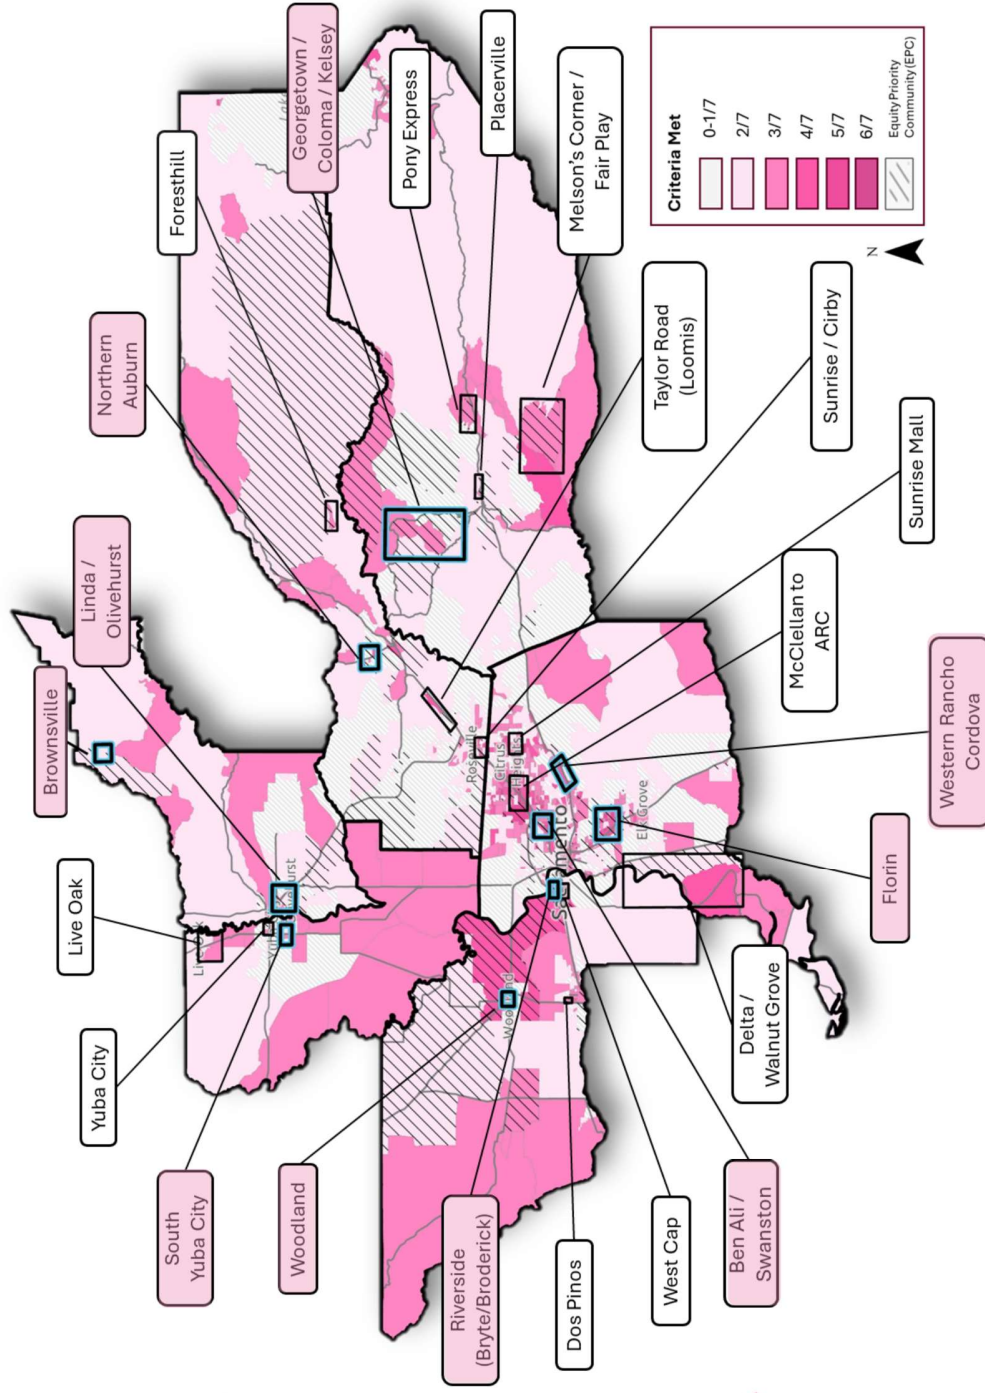 Brownsville
Linda /
Olivehurst
Northern
Auburn
Foresthill
Georgetown /
Coloma / Kelsey
Live Oak
Yuba City
South
Yuba City
Woodland
Riverside
(Bryte/Broderick)
Dos Pinos
West Cap
Ben Ali /
Swanston
Delta /
Walnut Grove
Florin
Western Rancho
Cordova
McClellan to
ARC
Sunrise Mall
Sunrise / Cirby
Taylor Road
(Loomis)
Melson's Corner /
Fair Play
Placerville
Pony Express
Roseville
Citrus
Heights
Elk Grove
N
Criteria Met
0-1/7
2/7
3/7
4/7
5/7
6/7
Equity Priority
Community (EPC)